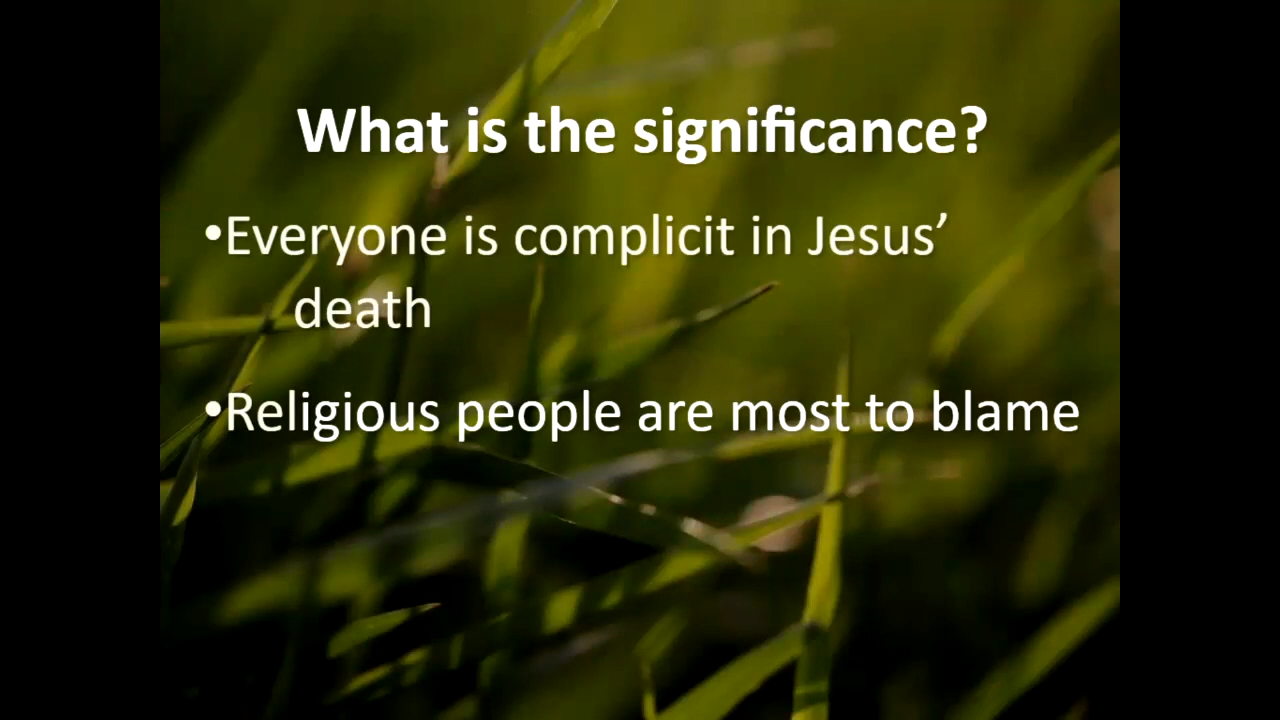 What is the significance?
•Everyone is complicit in Jesus’
death
•Religious people are most to blame